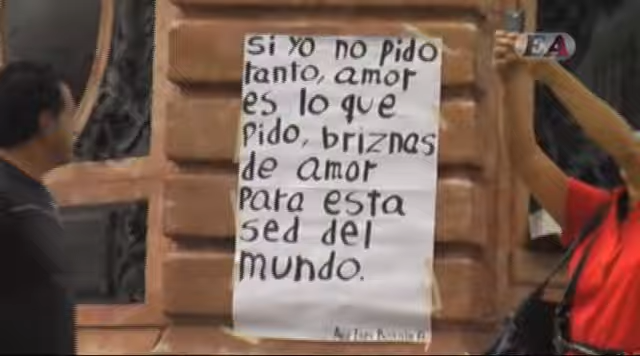 EA
si yo no pido
tanto, amor
es lo que
pido, briznas
de amor
para esta
sed del
mundo.